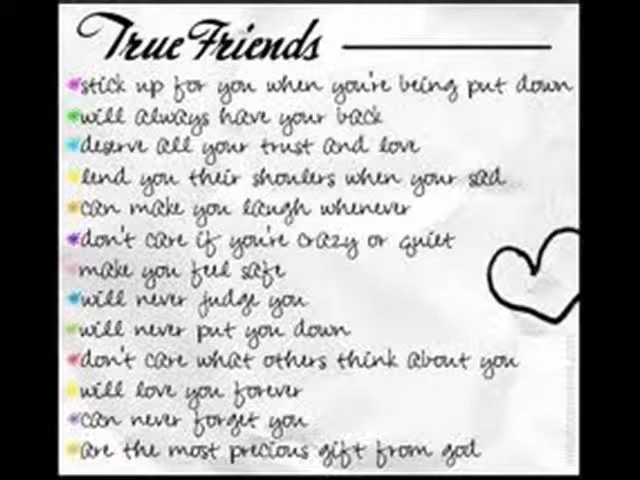 True Friends
stick up for you when you're being put down
will always have your back
deserve all your trust and love
lend you their shoulers when your sad
can make you laugh whenever
don't care if you're crazy or quiet
make you feel safe
will never judge you
will never put you down
don't care what others think about you
will love you forever
can never forget you
are the most precious gift from god